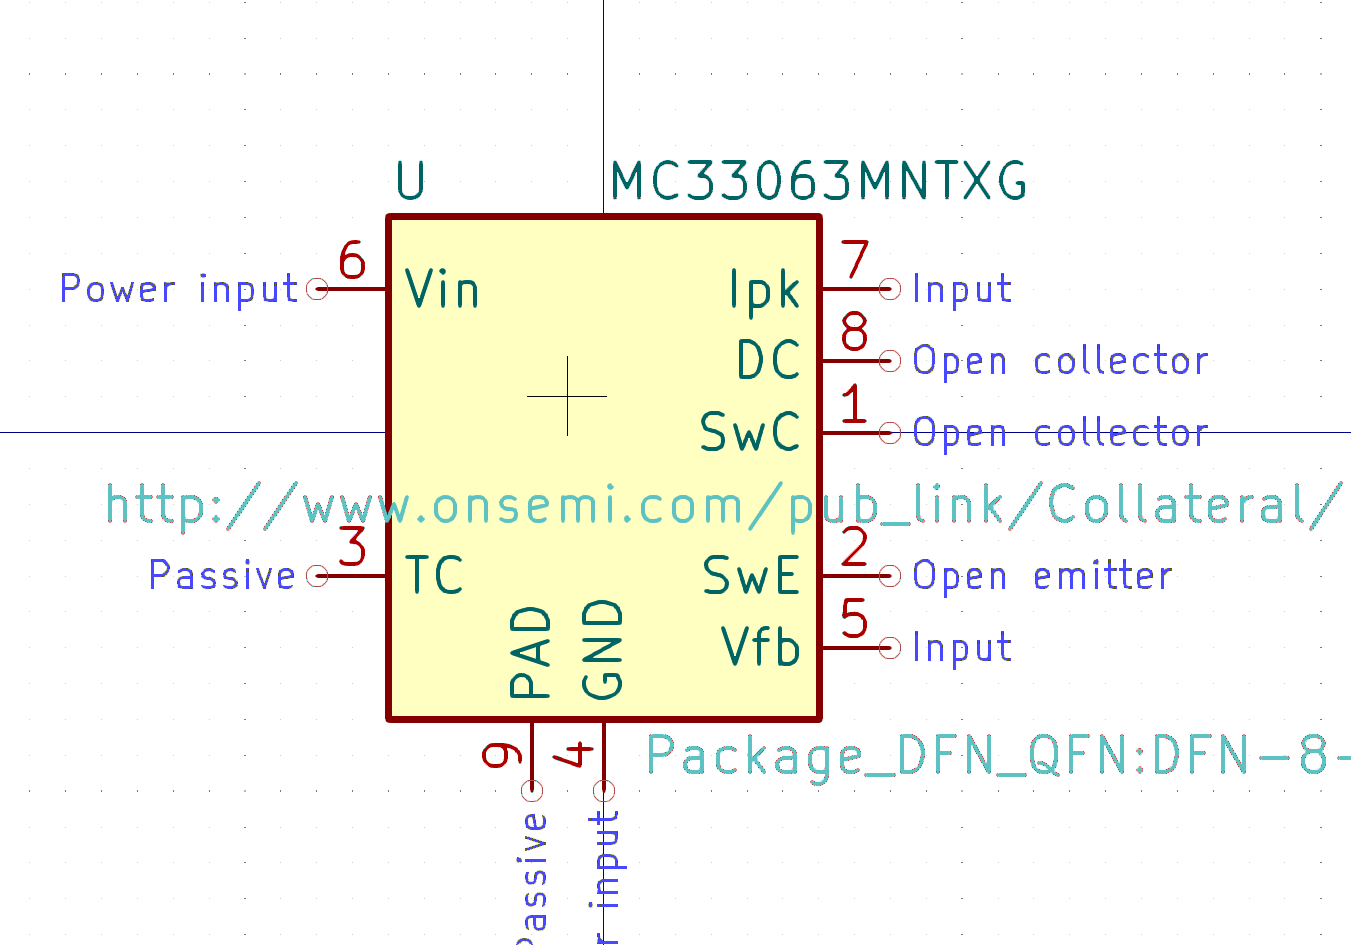 U MC33063MNTXG
6 7
Power input Vin Ipk Input
8
DC Open collector
1
SwC Open collector
http://www.onsemi.com/pub_link/Collateral/
3 2
Passive TC SwE Open emitter
5
Vfb Input
PAD
GND
9
4
Package_DFN_QFN:DFN-8-
Passive
r input